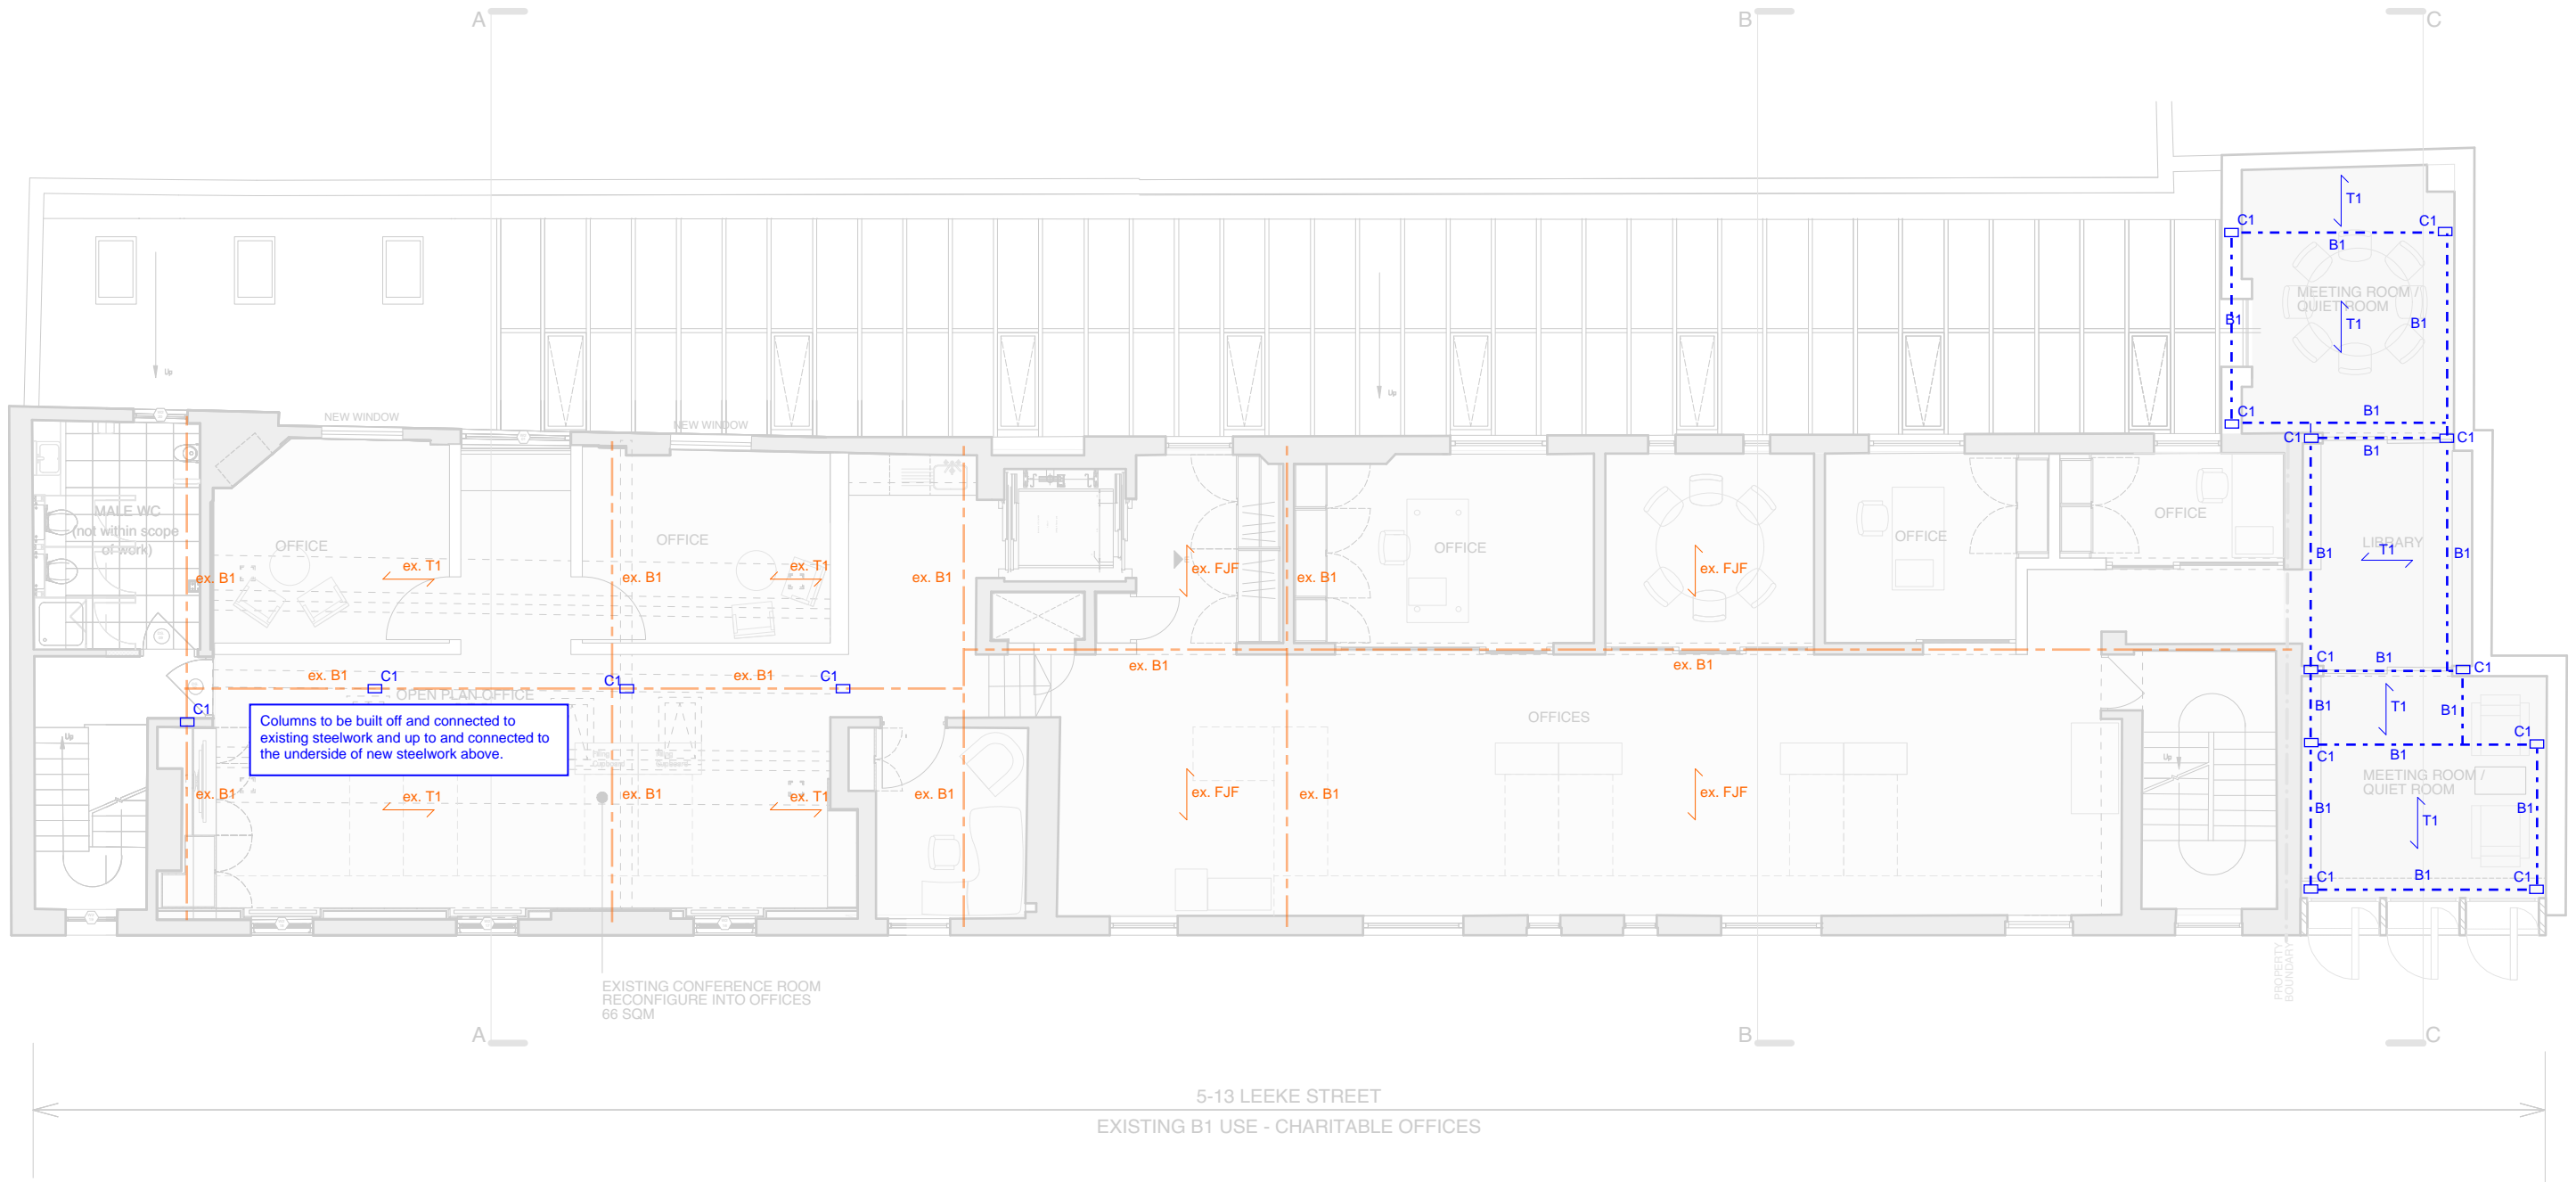 A
B
C
T1
C1
C1
B1
MEETING ROOM /
QUIET ROOM
B1
T1
B1
Up
Up
C1
B1
NEW WINDOW
NEW WINDOW
C1
C1
B1
MALE WC
(not within scope
of work)
OFFICE
OFFICE
OFFICE
OFFICE
OFFICE
LIBRARY
ex. B1
ex. T1
ex. B1
ex. T1
ex. B1
ex. FJF
ex. B1
ex. FJF
B1
T1
B1
ex. B1
C1
C1
ex. B1
C1
ex. B1
ex. B1
C1
B1
C1
OPEN PLAN OFFICE
C1
Columns to be built off and connected to
existing steelwork and up to and connected to
the underside of new steelwork above.
OFFICES
B1
T1
B1
Up
Up
C1
C1
B1
MEETING ROOM /
QUIET ROOM
ex. B1
ex. T1
ex. B1
ex. T1
ex. B1
ex. FJF
ex. B1
ex. FJF
B1
B1
T1
C1
B1
C1
EXISTING CONFERENCE ROOM
RECONFIGURE INTO OFFICES
66 SQM
PROPERTY
BOUNDARY
A
B
C
5-13 LEEKE STREET
EXISTING B1 USE - CHARITABLE OFFICES